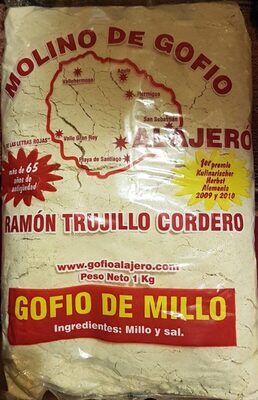 MOLINO DE GOFIO
Vallehermoso
Hermigua
San Sebastián
ALAJERÓ
"DE LAS LETRAS ROJAS"
Valle Gran Rey
Playa de Santiago
más de 65
años de
antigüedad
1er premio
Kulinarischer
Herbst
Alemania
2009 y 2010
RAMÓN TRUJILLO CORDERO
www.gofioalajero.com
Peso Neto 1 Kg
GOFIO DE MILLO
Ingredientes: Millo y sal.